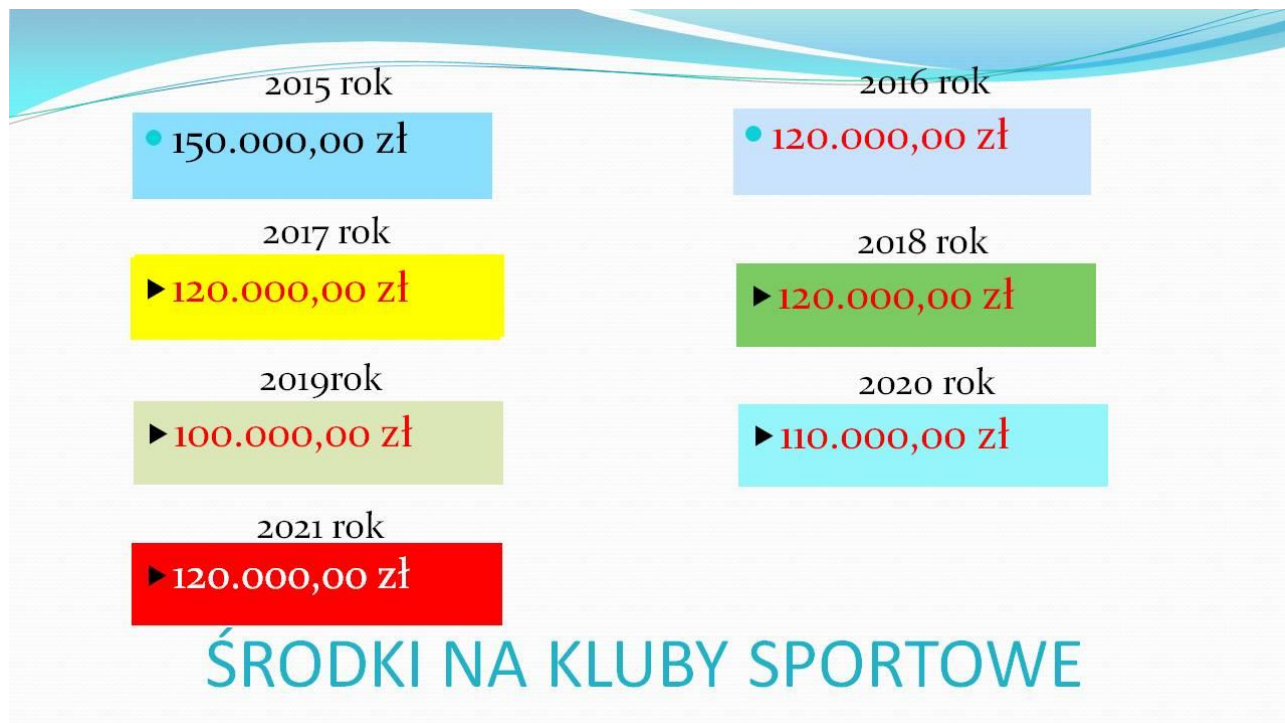 2015 rok
150.000,00 zł
2016 rok
120.000,00 zł
2017 rok
120.000,00 zł
2018 rok
120.000,00 zł
2019rok
100.000,00 zł
2020 rok
110.000,00 zł
2021 rok
120.000,00 zł
ŚRODKI NA KLUBY SPORTOWE